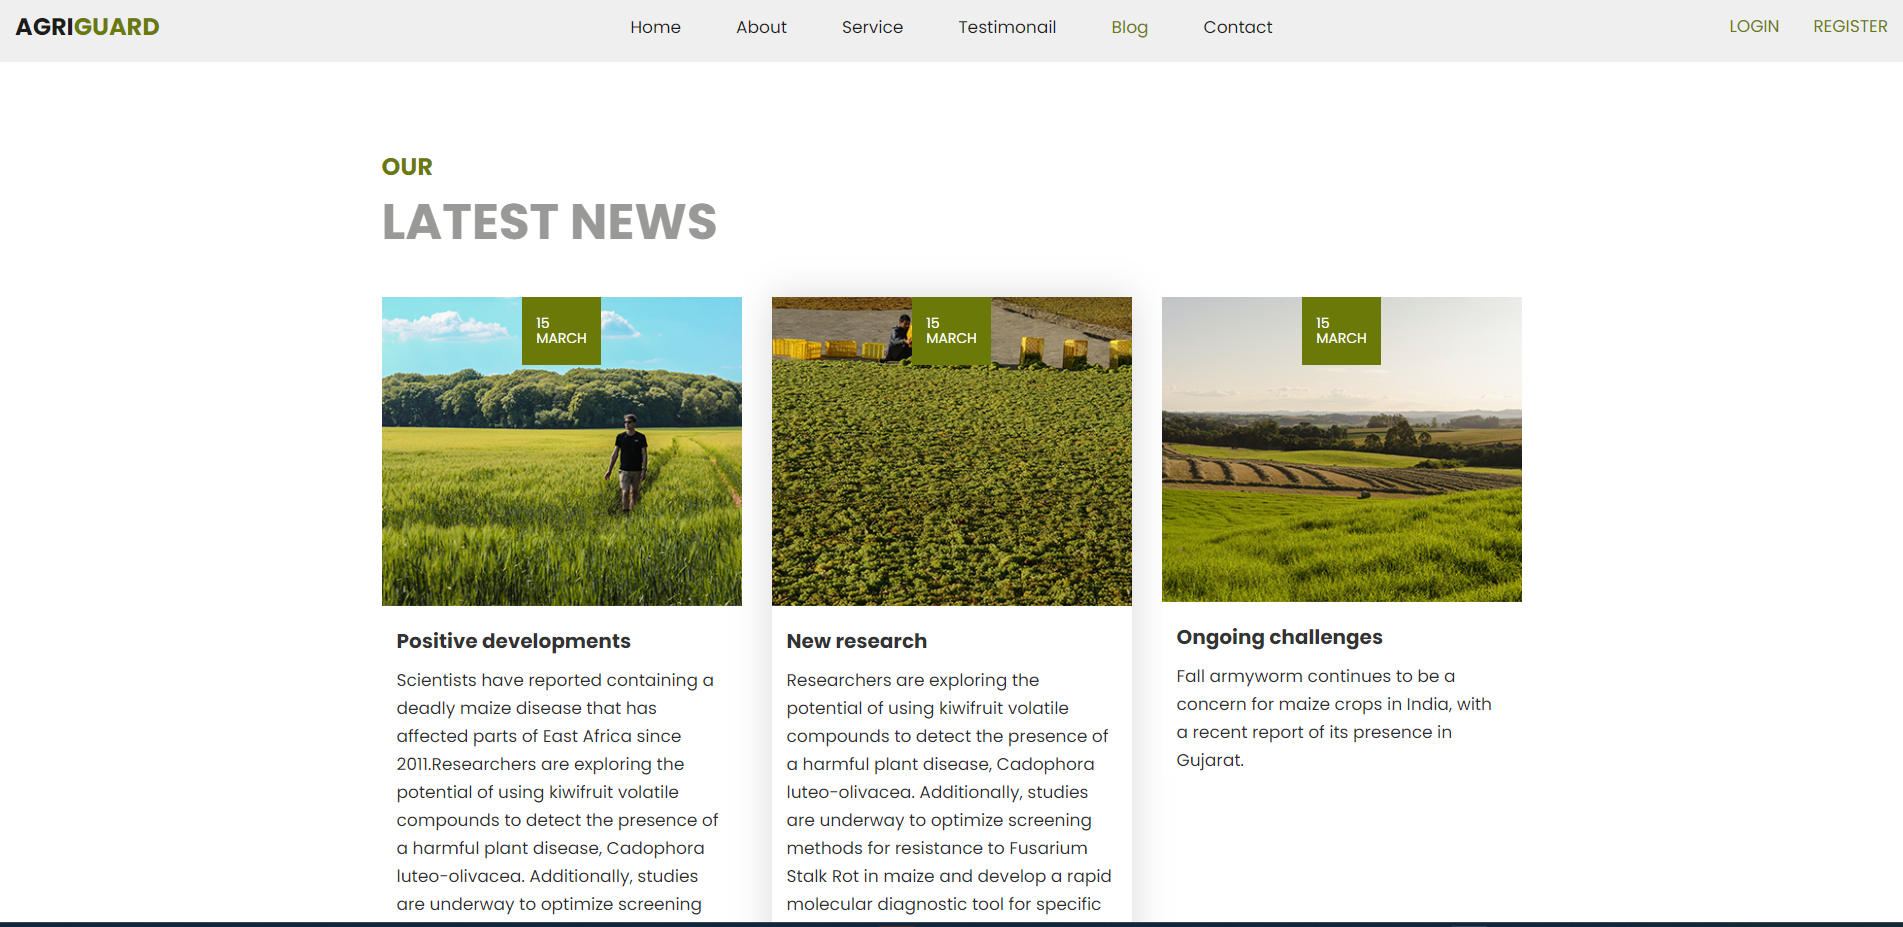 AGRIGUARD
Home About Service Testimonail Blog Contact
LOGIN REGISTER
OUR
LATEST NEWS
15
MARCH
Positive developments
Scientists have reported containing a
deadly maize disease that has
affected parts of East Africa since
2011.Researchers are exploring the
potential of using kiwifruit volatile
compounds to detect the presence of
a harmful plant disease, Cadophora
luteo-olivacea. Additionally, studies
are underway to optimize screening
15
MARCH
New research
Researchers are exploring the
potential of using kiwifruit volatile
compounds to detect the presence of
a harmful plant disease, Cadophora
luteo-olivacea. Additionally, studies
are underway to optimize screening
methods for resistance to Fusarium
Stalk Rot in maize and develop a rapid
molecular diagnostic tool for specific
15
MARCH
Ongoing challenges
Fall armyworm continues to be a
concern for maize crops in India, with
a recent report of its presence in
Gujarat.